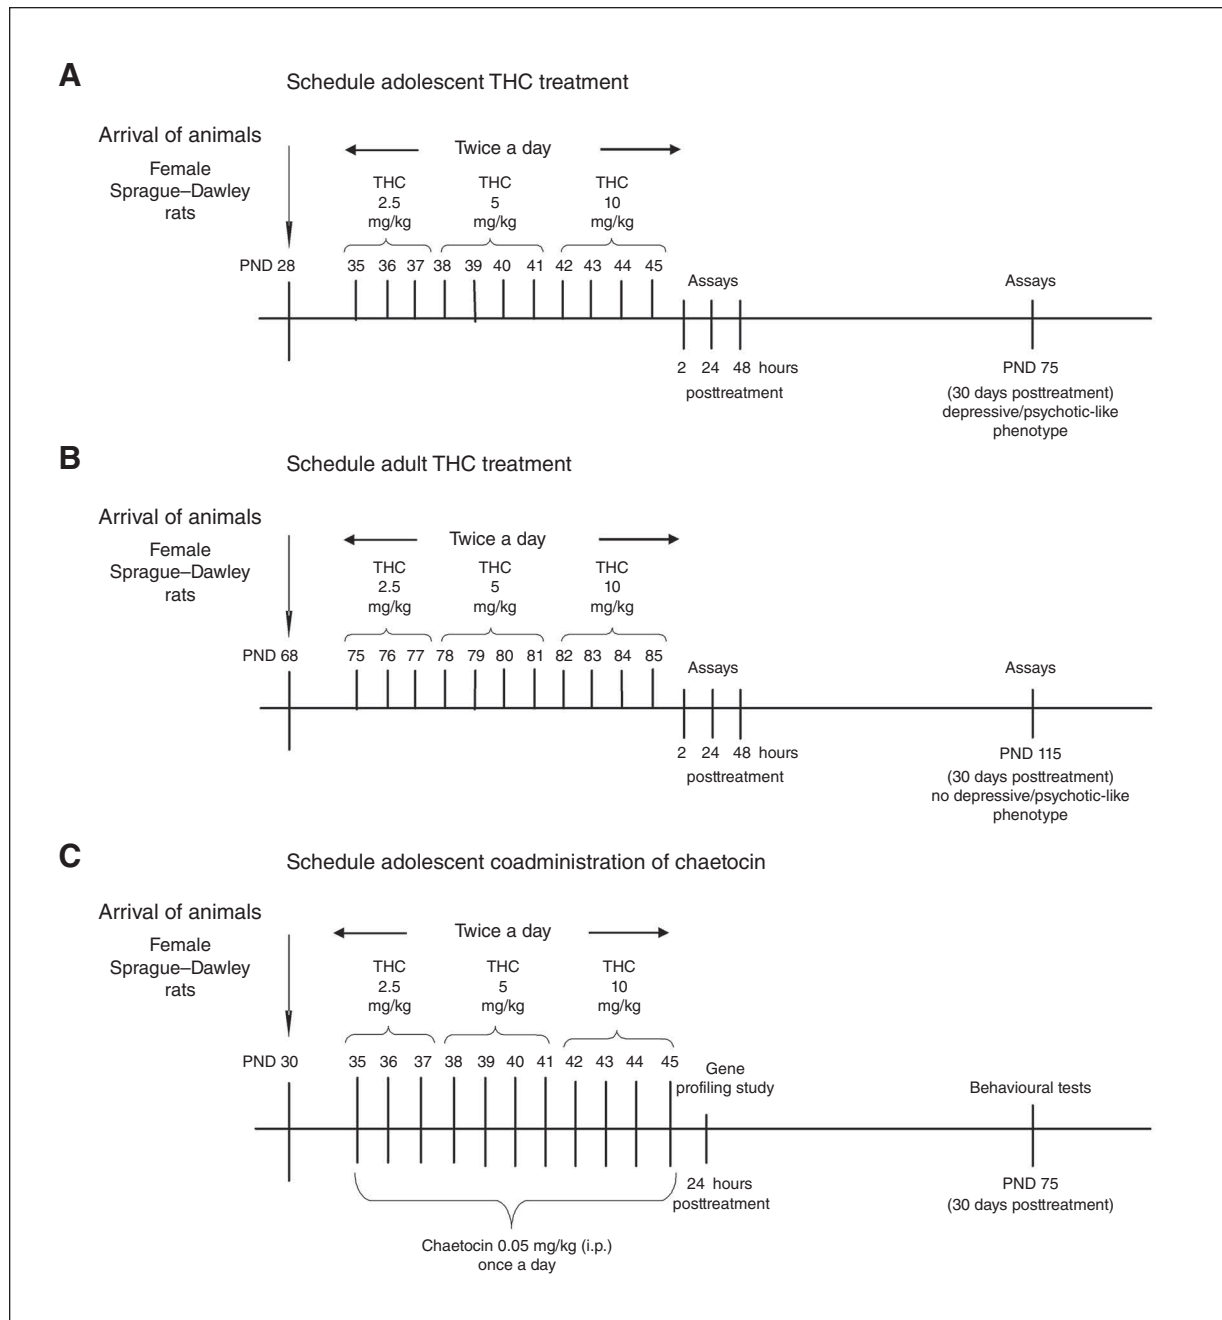 A
Schedule adolescent THC treatment
Arrival of animals
Female
Sprague–Dawley
rats
Twice a day
THC
2.5
mg/kg
THC
5
mg/kg
THC
10
mg/kg
PND 28
35 36 37 38 39 40 41 42 43 44 45
Assays
Assays
2 24 48 hours
posttreatment
PND 75
(30 days posttreatment)
depressive/psychotic-like
phenotype
B
Schedule adult THC treatment
Arrival of animals
Female
Sprague–Dawley
rats
Twice a day
THC
2.5
mg/kg
THC
5
mg/kg
THC
10
mg/kg
PND 68
75 76 77 78 79 80 81 82 83 84 85
Assays
Assays
2 24 48 hours
posttreatment
PND 115
(30 days posttreatment)
no depressive/psychotic-like
phenotype
C
Schedule adolescent coadministration of chaetocin
Arrival of animals
Female
Sprague–Dawley
rats
Twice a day
THC
2.5
mg/kg
THC
5
mg/kg
THC
10
mg/kg
PND 30
35 36 37 38 39 40 41 42 43 44 45
Gene
profiling study
Behavioural tests
24 hours
posttreatment
PND 75
(30 days posttreatment)
Chaetocin 0.05 mg/kg (i.p.)
once a day